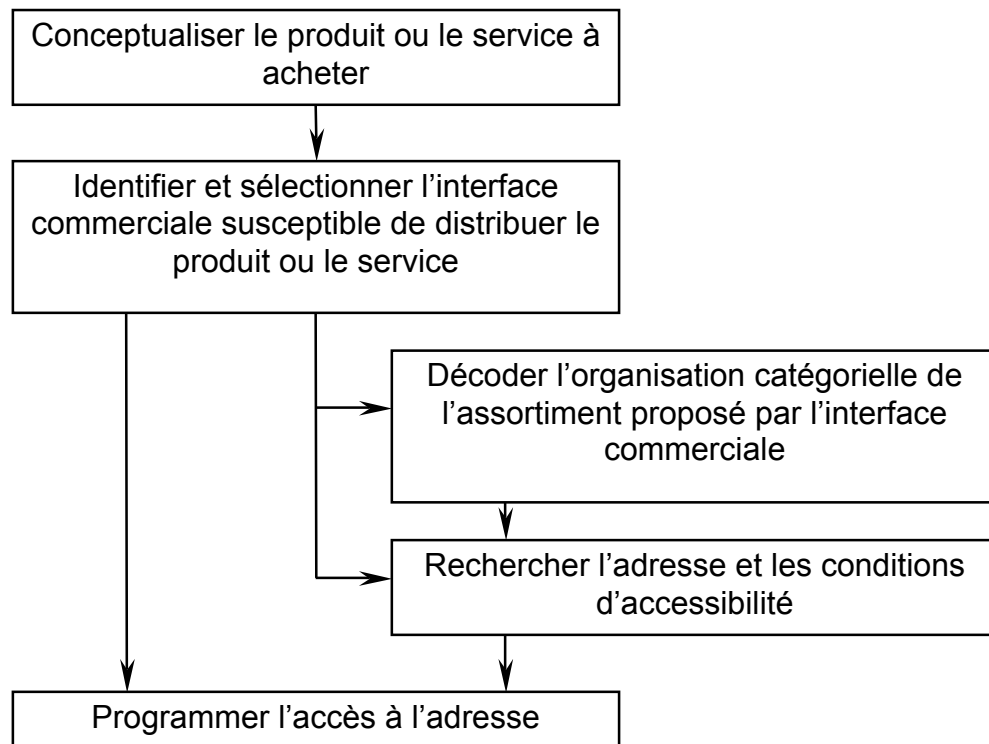 Conceptualiser le produit ou le service à
acheter
Identifier et sélectionner l’interface
commerciale susceptible de distribuer le
produit ou le service
Décoder l’organisation catégorielle de
l’assortiment proposé par l’interface
commerciale
Rechercher l’adresse et les conditions
d’accessibilité
Programmer l’accès à l’adresse